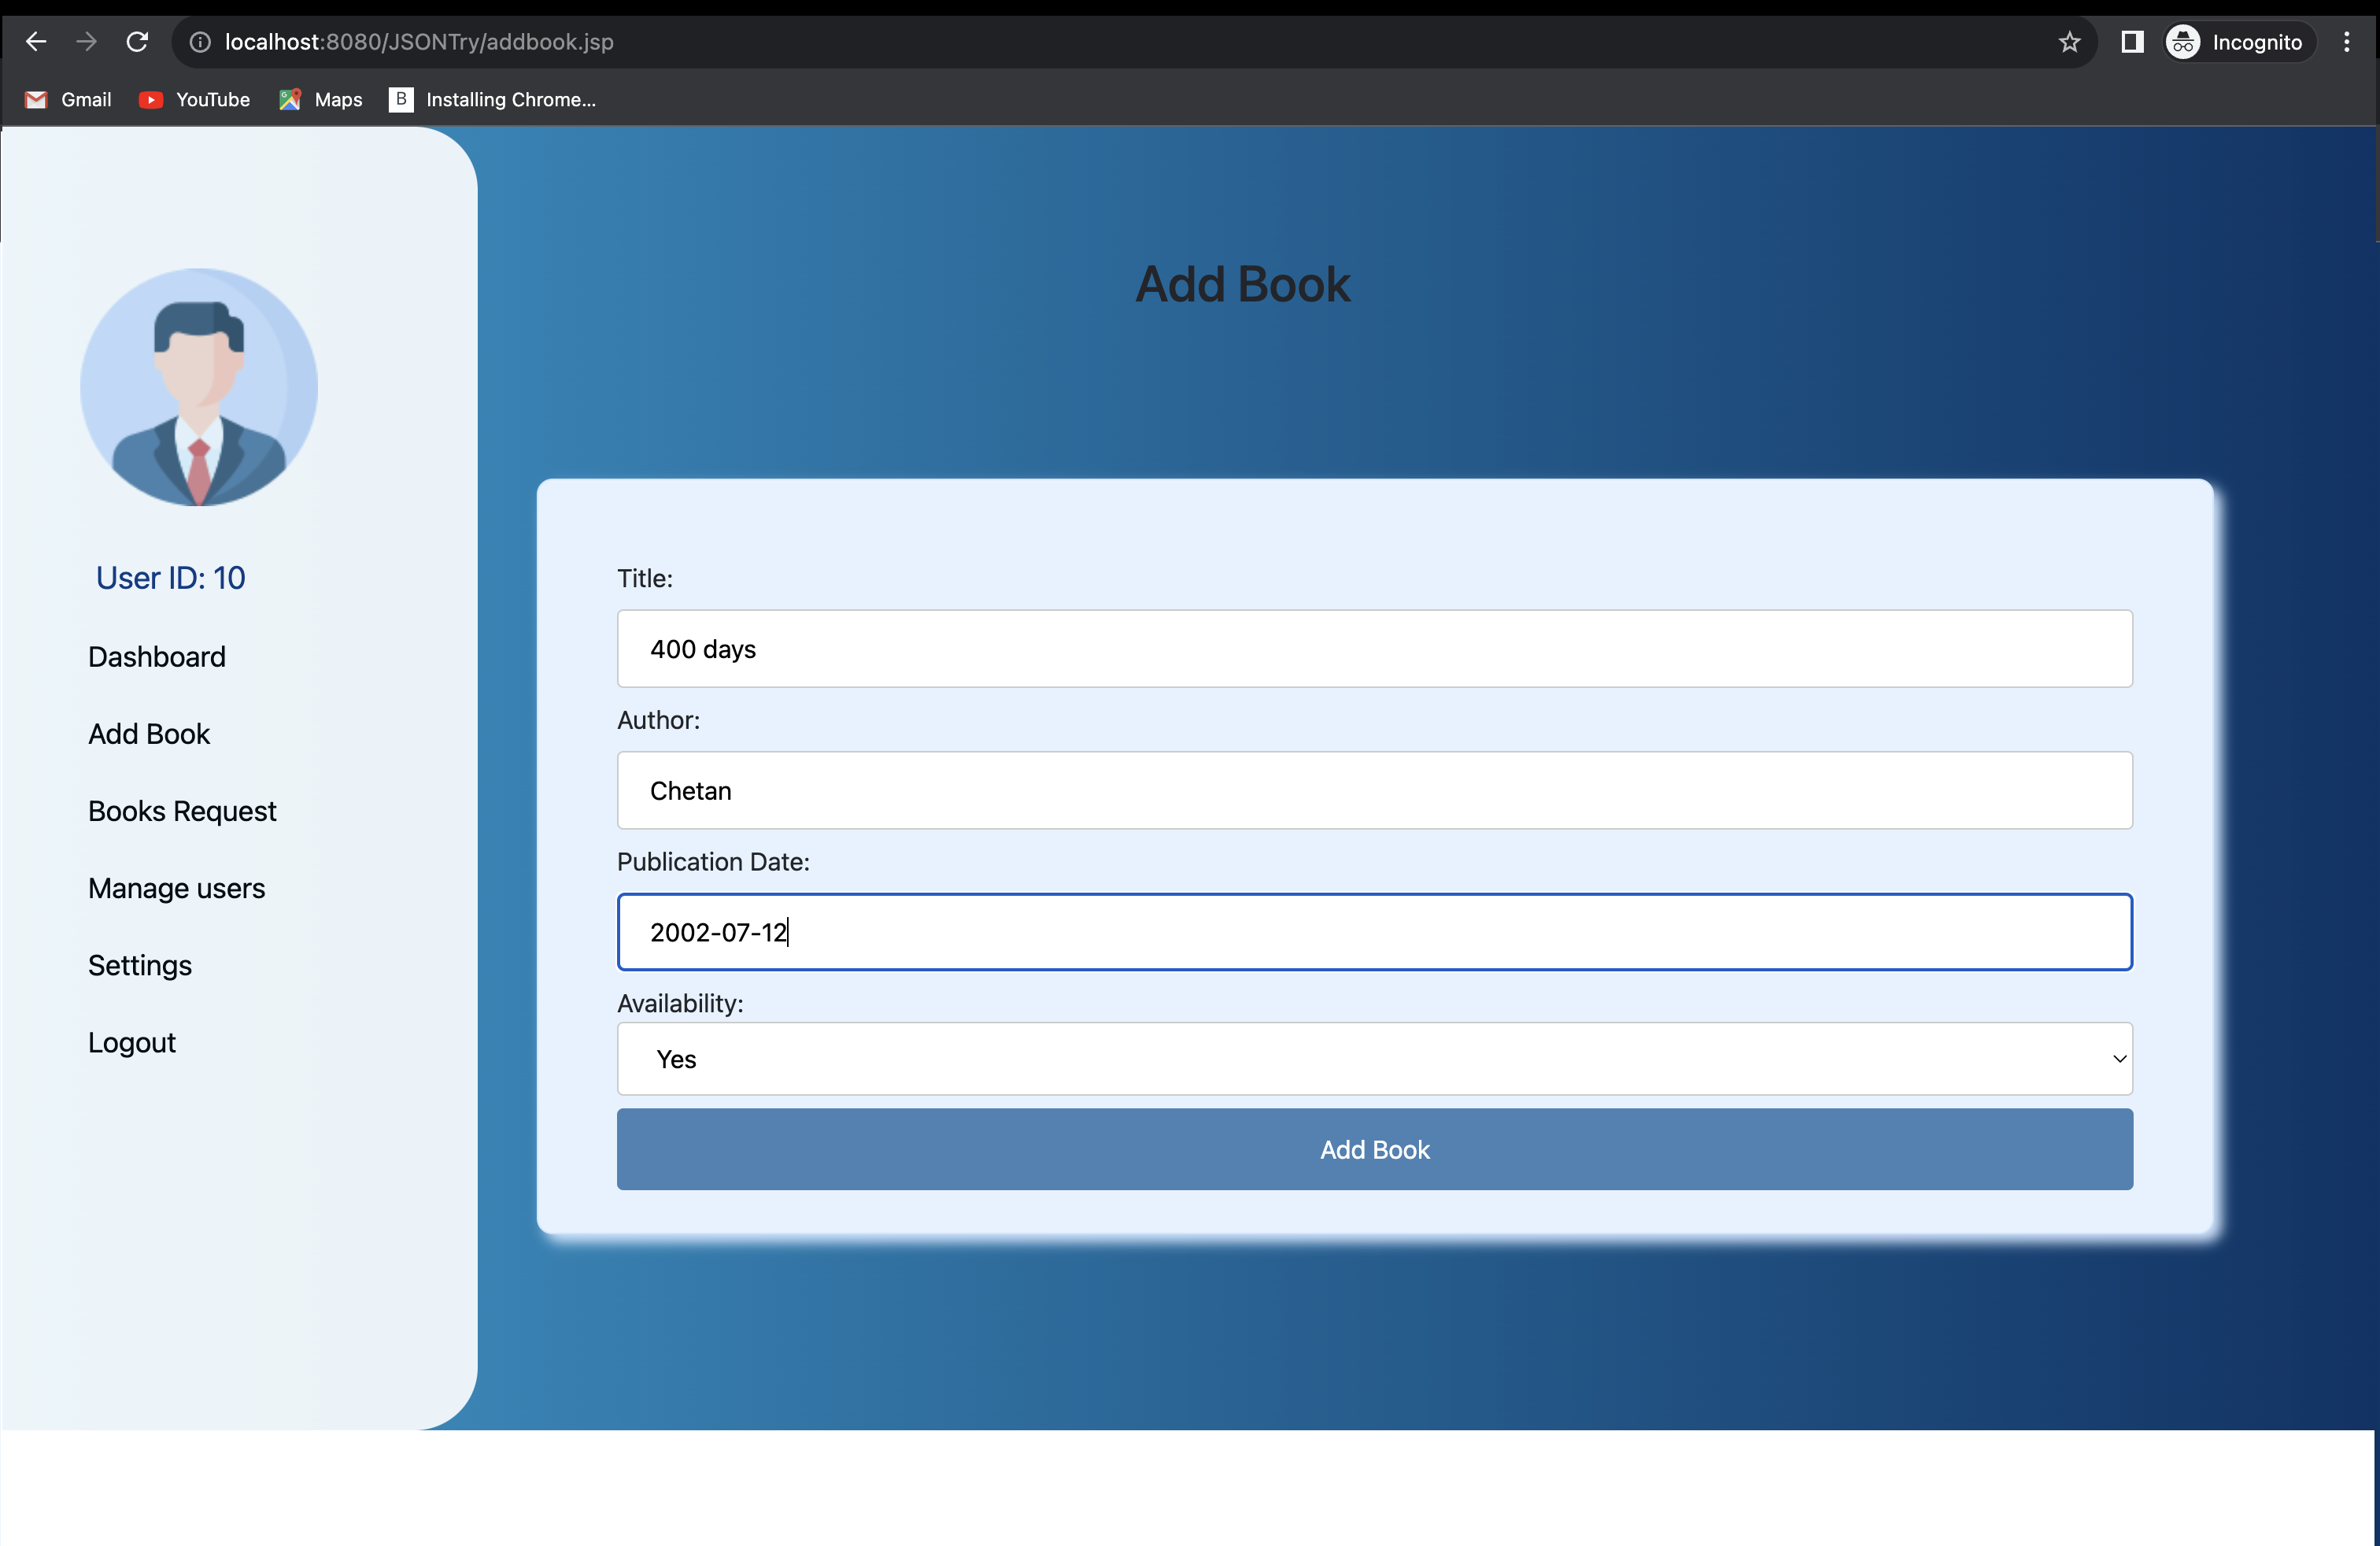 localhost:8080/JSONTry/addbook.jsp
Incognito
Gmail YouTube Maps B Installing Chrome...
Add Book
User ID: 10
Dashboard
Add Book
Books Request
Manage users
Settings
Logout
Title:
400 days
Author:
Chetan
Publication Date:
2002-07-12
Availability:
Yes
Add Book